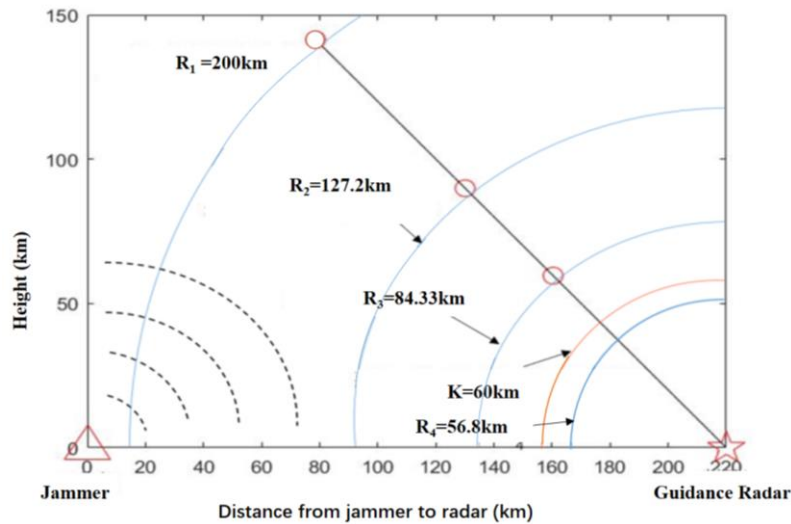 150
R₁ =200km
100
R₂=127.2km
Height (km)
R₃=84.33km
50
K=60km
R₄=56.8km
0
0 20 40 60 80 100 120 140 160 180 200 220
Jammer
Guidance Radar
Distance from jammer to radar (km)